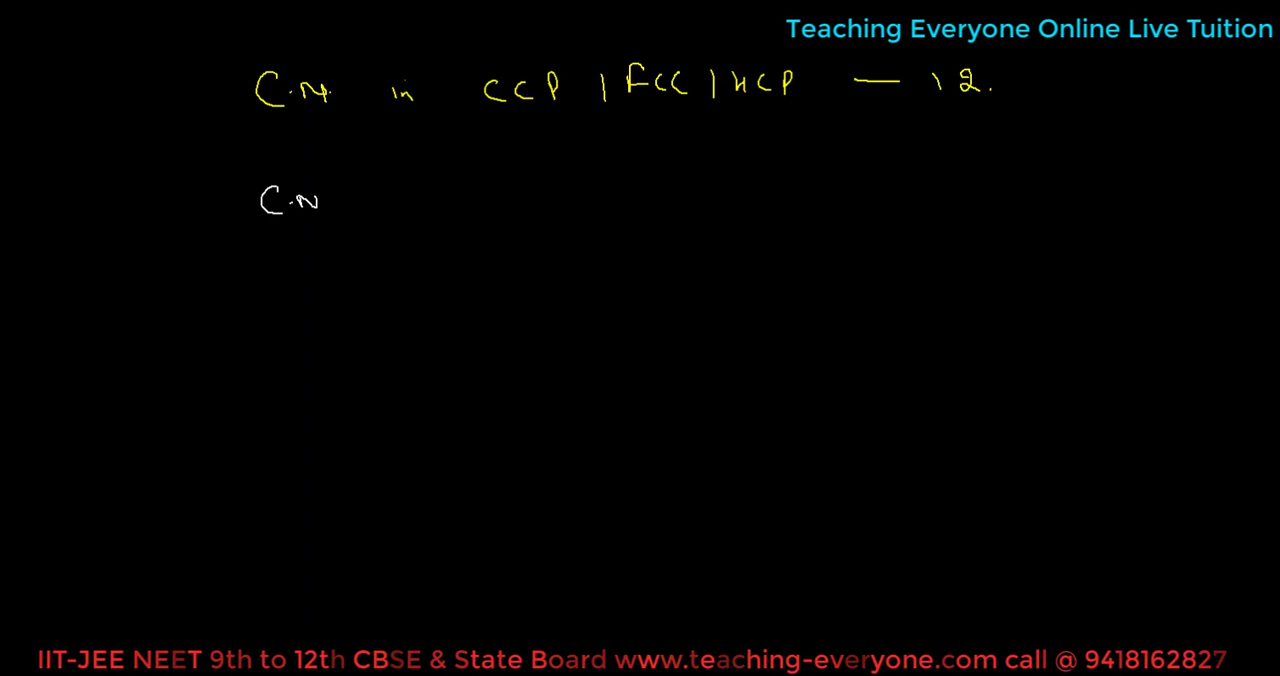 Teaching Everyone Online Live Tuition
C.N. in CCP | FCC | HCP — 12.
C.N
IIT-JEE NEET 9th to 12th CBSE & State Board www.teaching-everyone.com call @ 9418162827